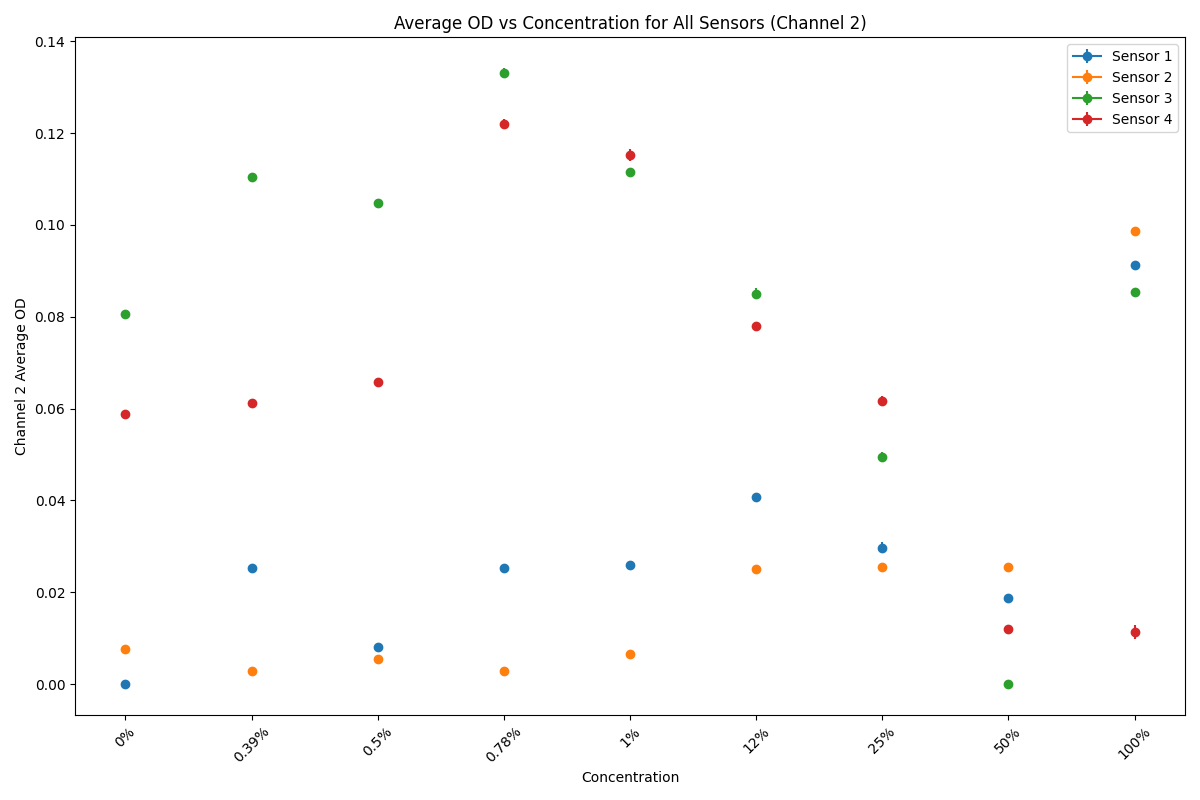 Average OD vs Concentration for All Sensors (Channel 2)
Sensor 1
Sensor 2
Sensor 3
Sensor 4
Channel 2 Average OD
0.14
0.12
0.10
0.08
0.06
0.04
0.02
0.00
0%
0.39%
0.5%
0.78%
1%
12%
25%
50%
100%
Concentration